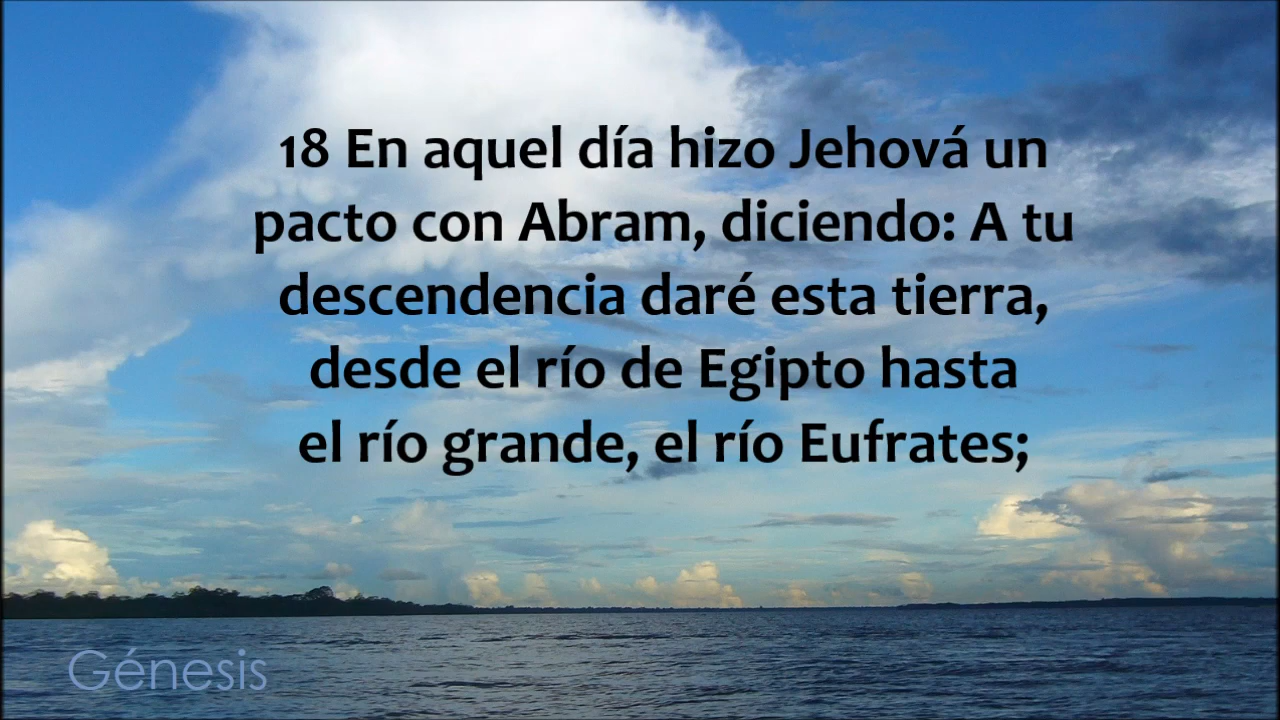 18 En aquel día hizo Jehová un
pacto con Abram, diciendo: A tu
descendencia daré esta tierra,
desde el río de Egipto hasta
el río grande, el río Eufrates;
Génesis